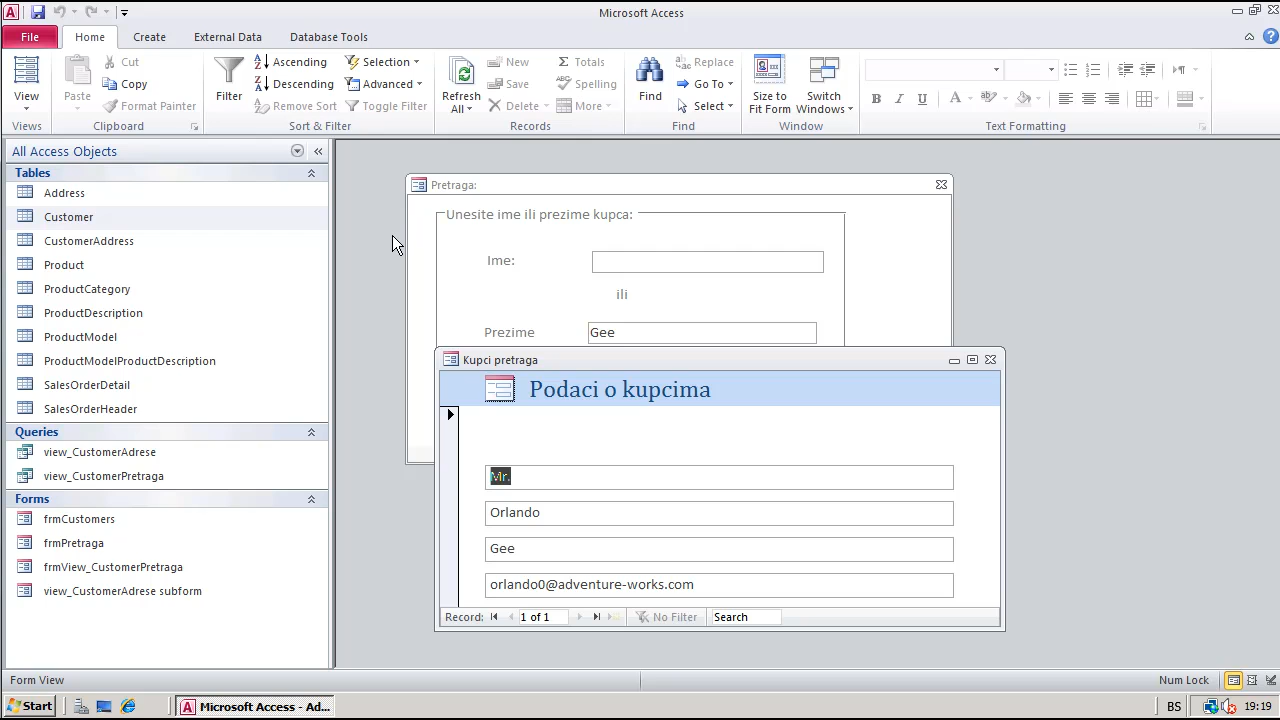 Microsoft Access
File Home Create External Data Database Tools
View
Views
Paste
Cut
Copy
Format Painter
Clipboard
Filter
Ascending
Descending
Remove Sort
Selection
Advanced
Toggle Filter
Sort & Filter
Refresh All
New
Save
Delete
Totals
Spelling
More
Records
Find
Replace
Go To
Select
Find
Size to Fit Form
Switch Windows
Window
B I U
A
ab
Text Formatting
All Access Objects
Tables
Address
Customer
CustomerAddress
Product
ProductCategory
ProductDescription
ProductModel
ProductModelProductDescription
SalesOrderDetail
SalesOrderHeader
Queries
view_CustomerAdrese
view_CustomerPretraga
Forms
frmCustomers
frmPretraga
frmView_CustomerPretraga
view_CustomerAdrese subform
Pretraga:
Unesite ime ili prezime kupca:
Ime:
ili
Prezime Gee
Kupci pretraga
Podaci o kupcima
Mr.
Orlando
Gee
orlando0@adventure-works.com
Record: 1 of 1 No Filter Search
Form View Num Lock
Start Microsoft Access - Ad... BS 19:19